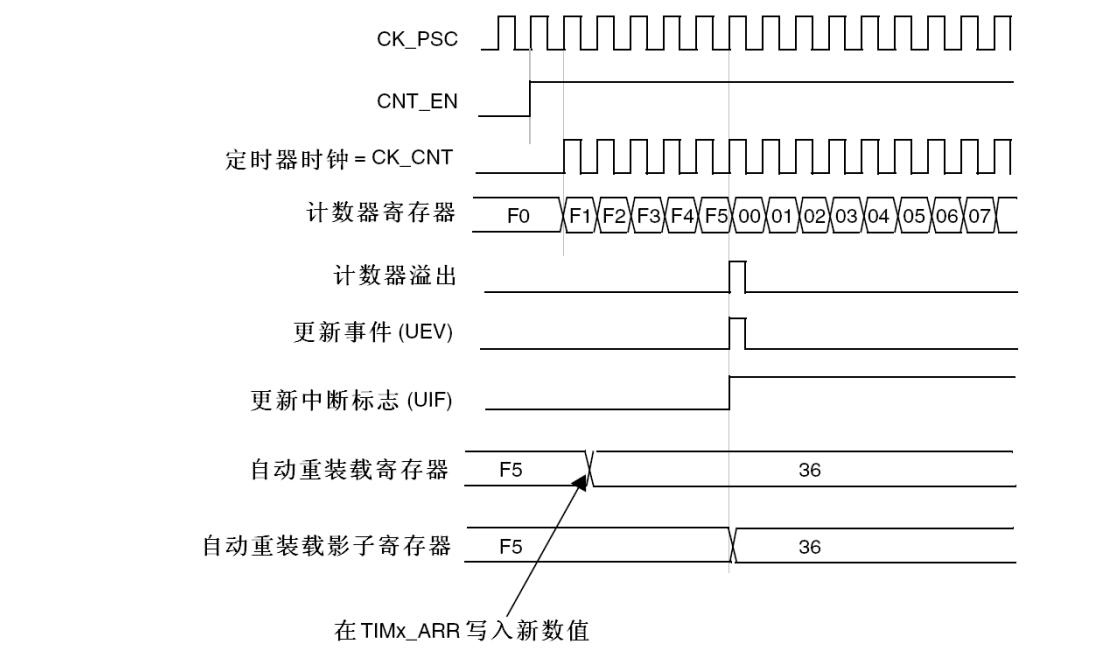 CK_PSC
CNT_EN
定时器时钟 = CK_CNT
计数器寄存器 F0 F1 F2 F3 F4 F5 00 01 02 03 04 05 06 07
计数器溢出
更新事件 (UEV)
更新中断标志 (UIF)
自动重装载寄存器 F5 36
自动重装载影子寄存器 F5 36
在 TIMx_ARR 写入新数值